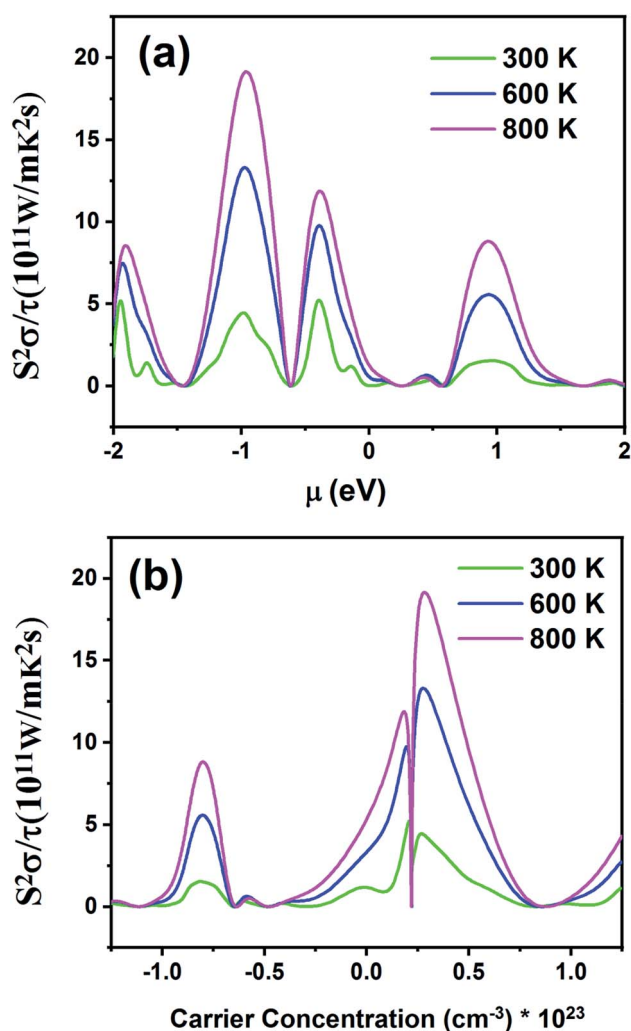 (a)
300 K
600 K
800 K
20
15
10
5
0
S²σ/τ(10¹¹W/mK²s)
-2
-1
0
1
2
μ (eV)
(b)
300 K
600 K
800 K
20
15
10
5
0
S²σ/τ(10¹¹W/mK²s)
-1.0
-0.5
0.0
0.5
1.0
Carrier Concentration (cm⁻³) * 10²³